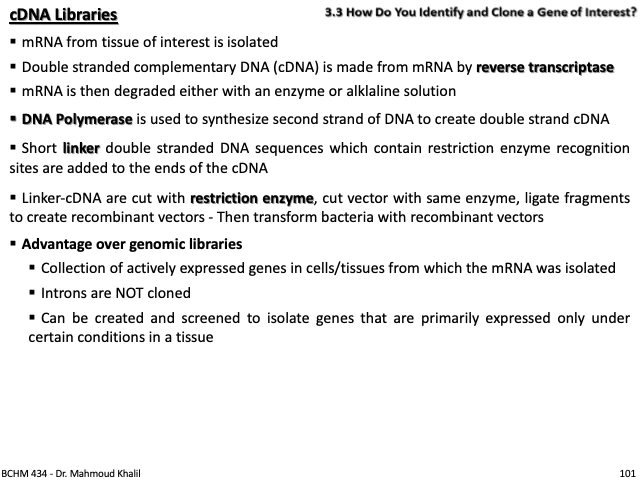 cDNA Libraries
3.3 How Do You Identify and Clone a Gene of Interest?
▪ mRNA from tissue of interest is isolated
▪ Double stranded complementary DNA (cDNA) is made from mRNA by reverse transcriptase
▪ mRNA is then degraded either with an enzyme or alklaline solution
▪ DNA Polymerase is used to synthesize second strand of DNA to create double strand cDNA
▪ Short linker double stranded DNA sequences which contain restriction enzyme recognition
sites are added to the ends of the cDNA
▪ Linker-cDNA are cut with restriction enzyme, cut vector with same enzyme, ligate fragments
to create recombinant vectors - Then transform bacteria with recombinant vectors
▪ Advantage over genomic libraries
▪ Collection of actively expressed genes in cells/tissues from which the mRNA was isolated
▪ Introns are NOT cloned
▪ Can be created and screened to isolate genes that are primarily expressed only under
certain conditions in a tissue
BCHM 434 - Dr. Mahmoud Khalil
101